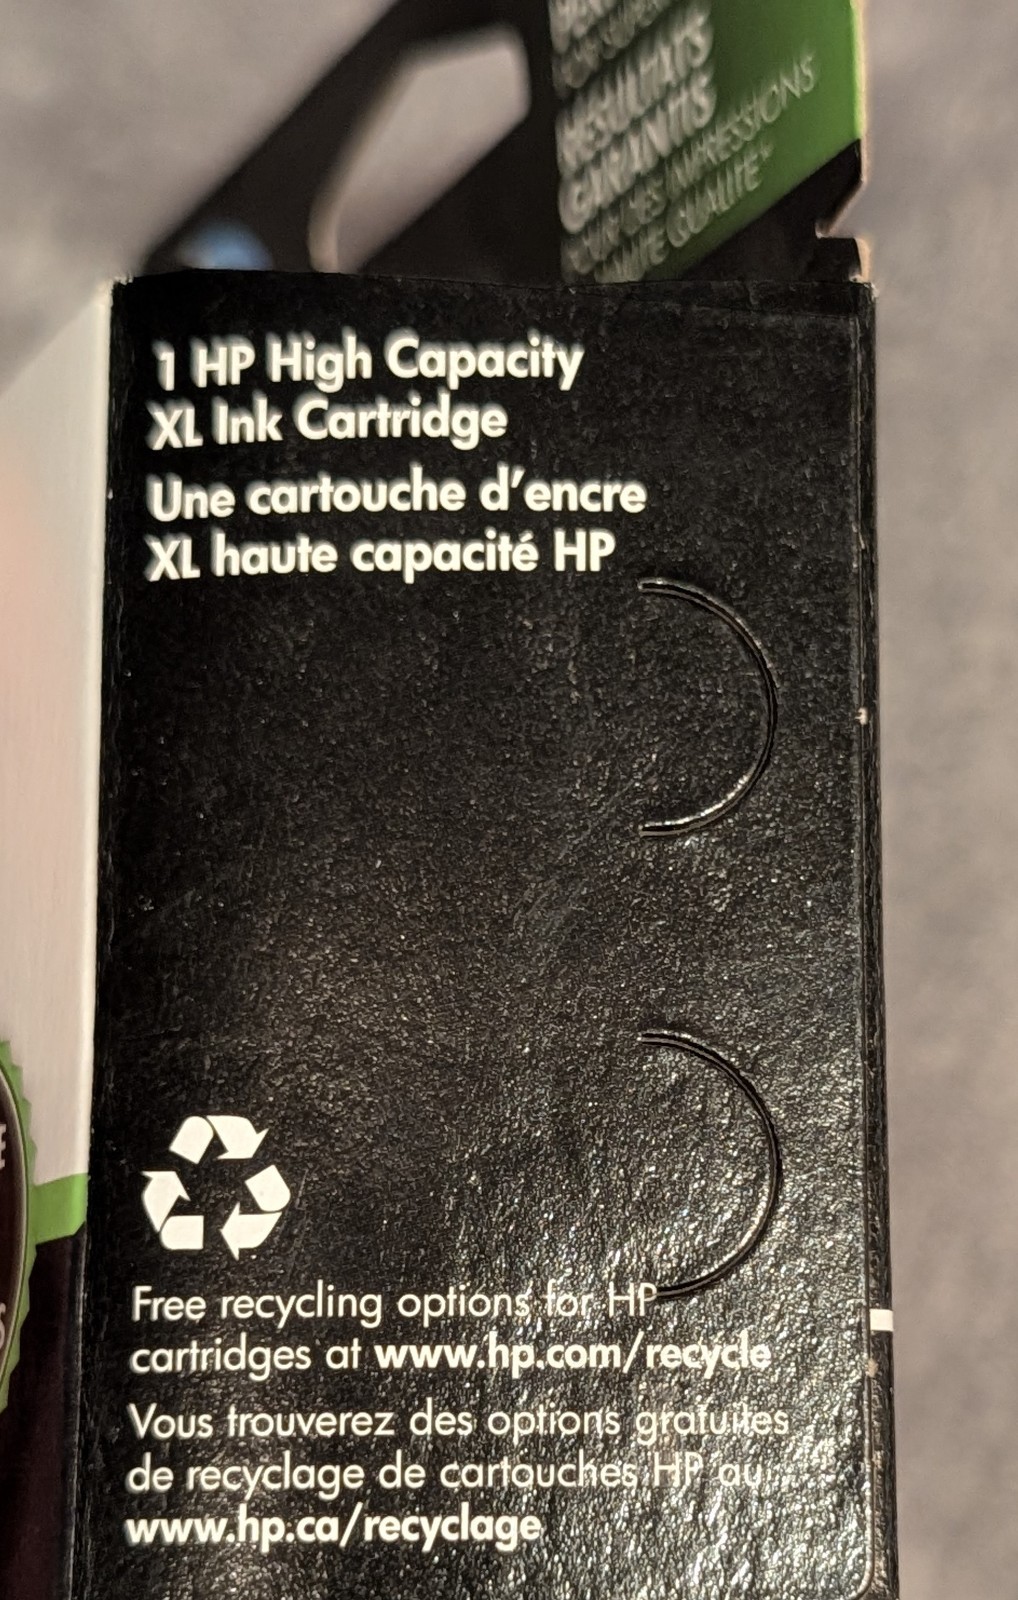 RÉSULTATS
GARANTIS
POUR DES IMPRESSIONS
HAUTE QUALITÉ*
1 HP High Capacity
XL Ink Cartridge
Une cartouche d'encre
XL haute capacité HP
Free recycling options for HP
cartridges at www.hp.com/recycle
Vous trouverez des options gratuites
de recyclage de cartouches HP au
www.hp.ca/recyclage